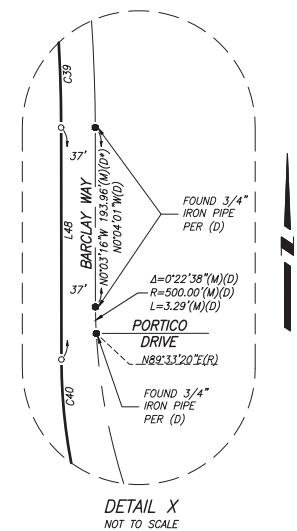 C39
37'
BARCLAY WAY
N0°03'16"W 193.96'(M)(D*)
N0°04'01"W(D)
L48
37'
FOUND 3/4"
IRON PIPE
PER (D)
Δ=0°22'38"(M)(D)
R=500.00'(M)(D)
L=3.29'(M)(D)
PORTICO
DRIVE
N89°33'20"E(R)
C40
FOUND 3/4"
IRON PIPE
PER (D)
DETAIL X
NOT TO SCALE